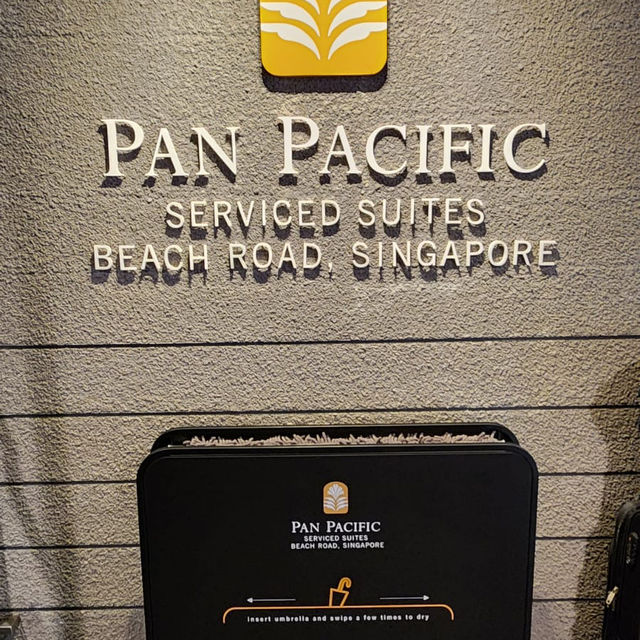 PAN PACIFIC
SERVICED SUITES
BEACH ROAD, SINGAPORE
PAN PACIFIC
SERVICED SUITES
BEACH ROAD, SINGAPORE
Insert umbrella and swipe a few times to dry